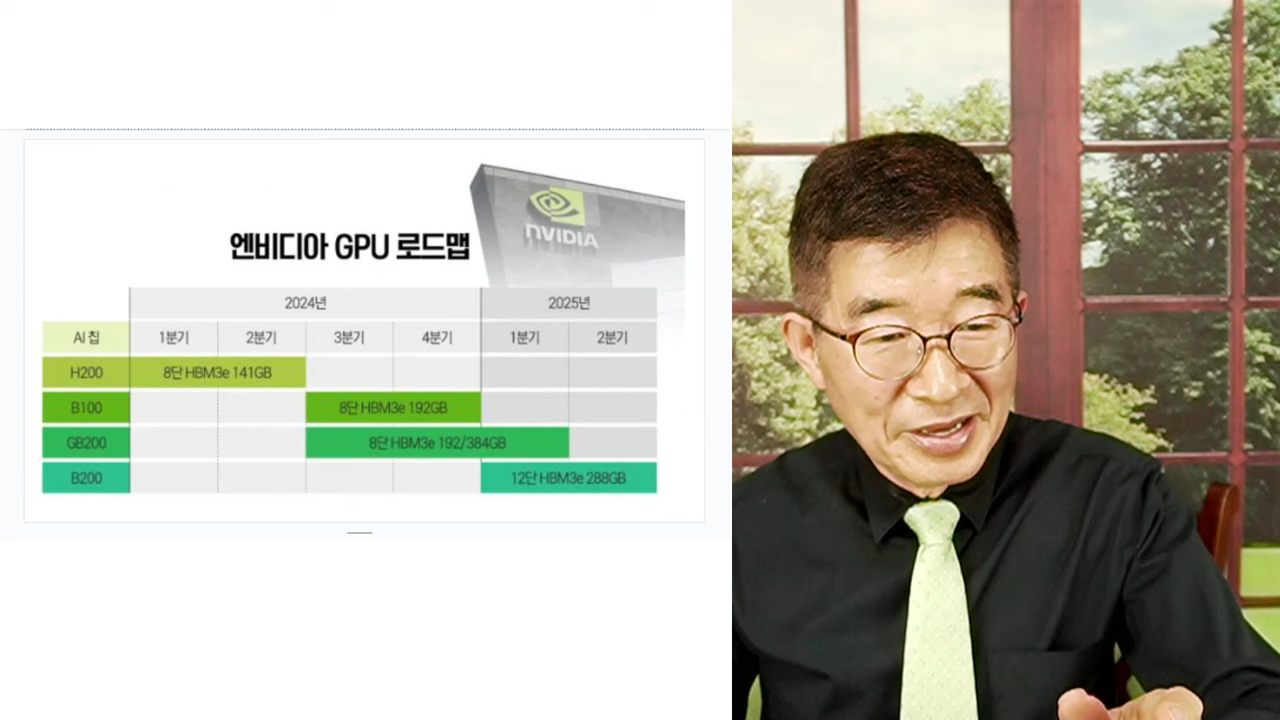 NVIDIA
엔비디아 GPU 로드맵
2024년 2025년
AI 칩 1분기 2분기 3분기 4분기 1분기 2분기
H200 8단 HBM3e 141GB
B100 8단 HBM3e 192GB
GB200 8단 HBM3e 192/384GB
B200 12단 HBM3e 288GB